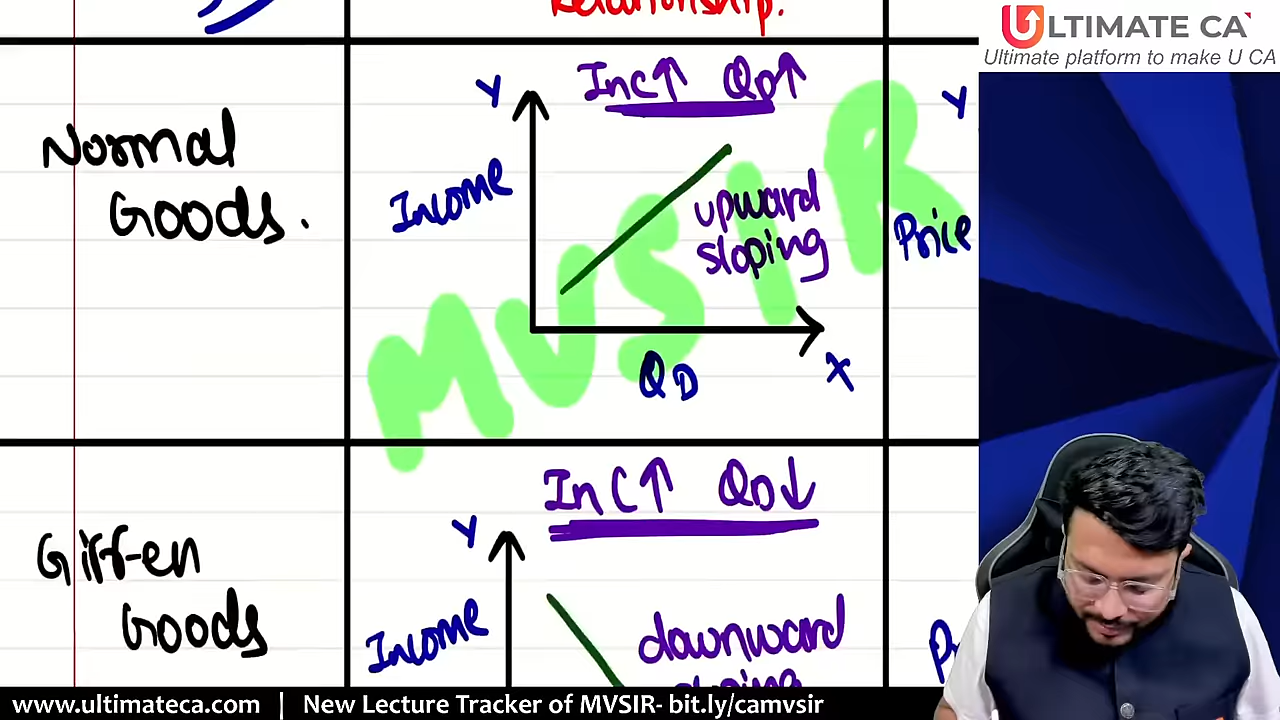 Relationship.
ULTIMATE CA
Ultimate platform to make U CA
Normal
Goods.
Inc↑ QD↑
Y
Income
upward
sloping
QD
X
Y
Price
MVSIR
Giffen
Goods
Inc↑ QD↓
Y
Income
downward
sloping
www.ultimateca.com | New Lecture Tracker of MVSIR- bit.ly/camvsir